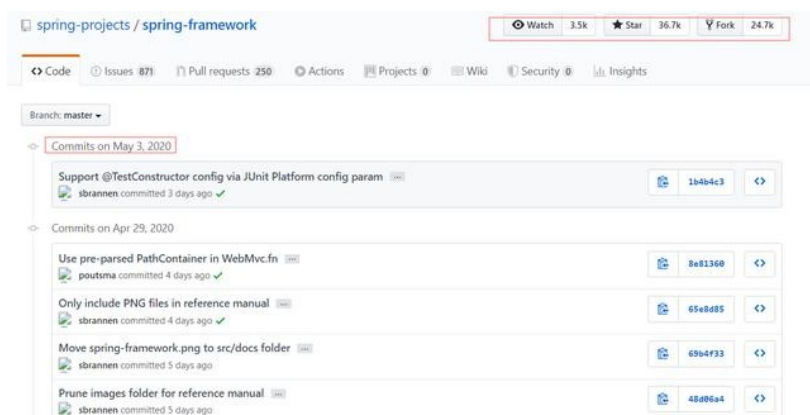 spring-projects / spring-framework
Watch 3.5k Star 36.7k Fork 24.7k
Code Issues 871 Pull requests 250 Actions Projects 0 Wiki Security 0 Insights
Branch: master
Commits on May 3, 2020
Support @TestConstructor config via JUnit Platform config param
1b4b4c3
sbrannen committed 3 days ago
Commits on Apr 29, 2020
Use pre-parsed PathContainer in WebMvc.fn
8e81360
poutsma committed 4 days ago
Only include PNG files in reference manual
65e8d85
sbrannen committed 4 days ago
Move spring-framework.png to src/docs folder
69b4f33
sbrannen committed 5 days ago
Prune images folder for reference manual
48d06a4
sbrannen committed 5 days ago